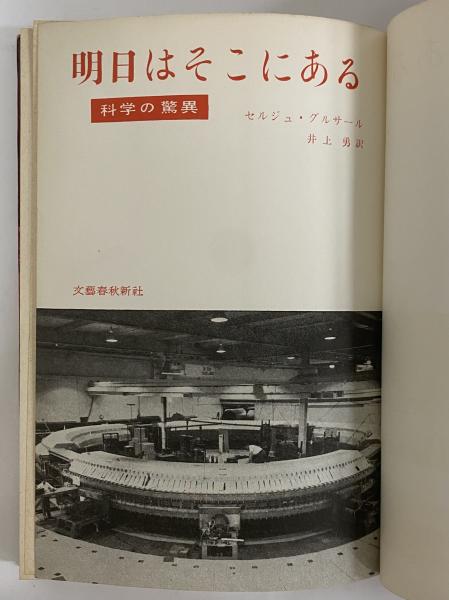 明日はそこにある
科学の驚異
セルジュ・グルサール
井上 勇 訳
文藝春秋新社